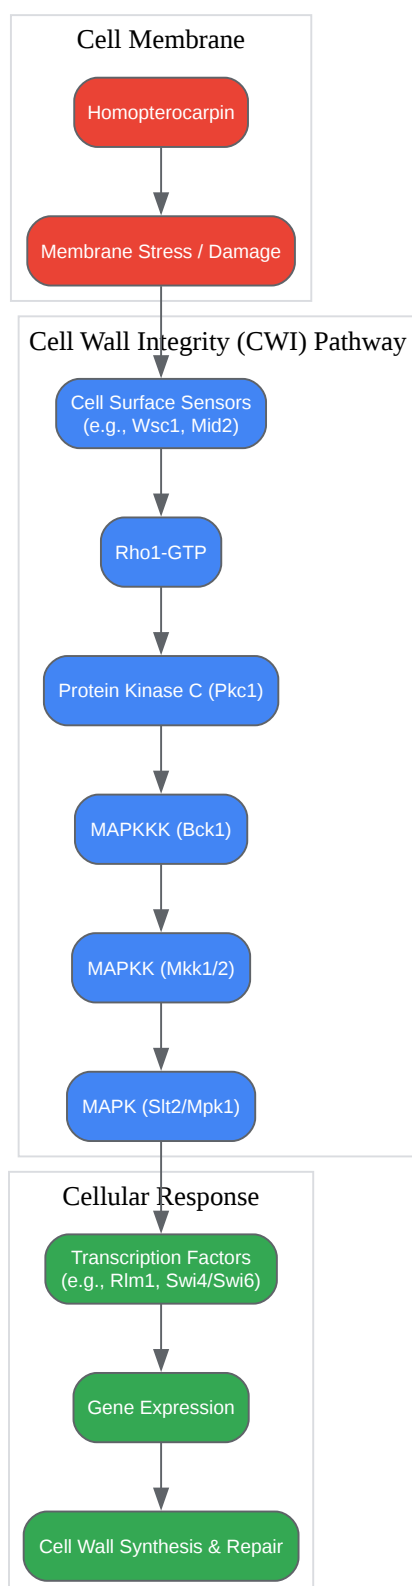 Cell Membrane
Homopterocarpin
Membrane Stress / Damage
Cell Wall Integrity (CWI) Pathway
Cell Surface Sensors
(e.g., Wsc1, Mid2)
Rho1-GTP
Protein Kinase C (Pkc1)
MAPKKK (Bck1)
MAPKK (Mkk1/2)
MAPK (Slt2/Mpk1)
Cellular Response
Transcription Factors
(e.g., Rlm1, Swi4/Swi6)
Gene Expression
Cell Wall Synthesis & Repair